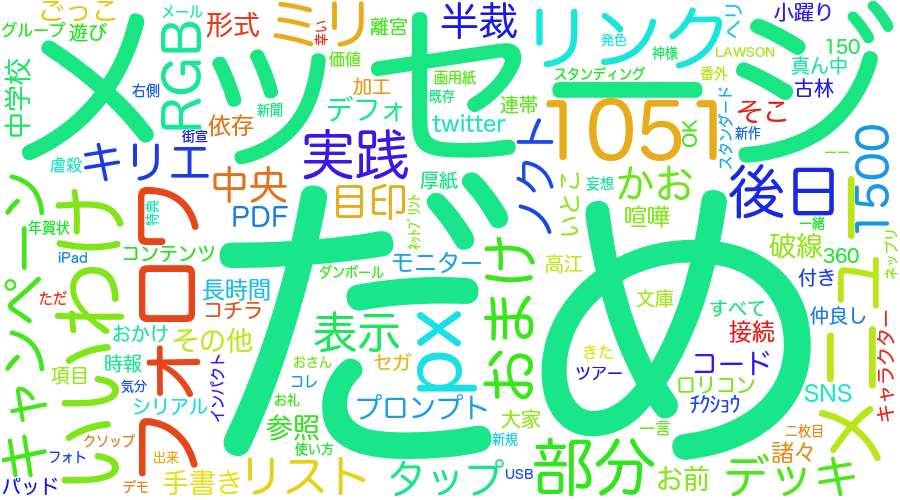 ごっこ
グループ
遊び
メール
形式
幸い
ミリ
離宮
半裁
リンク
ヘリ
小躍り
150
発色
神様
LAWSON
真ん中
メッセージ
中学校
RGB
右側
新聞
価値
加工
デフォ
画用紙
既存
連帯
スタンディング
番外
古林
twitter
1051
OK
スタンダード
そこ
新作
街宣
依存
実践
虐殺
キリエ
中央
目印
厚紙
ノクト
こいとい
妄想
かお
喧嘩
後日
一緒
1500
ーー
キャンペーン
いいわけ
年賀状
特典
PDF
ネットプリント
破線
360
ネップリ
iPad
コンテンツ
フォロワ
だめ
ダンボール
モニター
おまけ
高江
付き
ユーニメ
ただ
長時間
コチラ
文庫
すべて
仲良し
おかけ
その他
表示
px
接続
時報
項目
気分
インパクト
おさん
コレ
セガ
きた
ツアー
コード
ロリコン
SNS
キャラクター
シリアル
お礼
プロンプト
ﾁｸｼｮｳ
クソップ
参照
大家
一言
二枚目
フォト
出来
使い方
新規
部分
諸々
パッド
デモ
手書き
リスト
タップ
USB
お前
デッキ